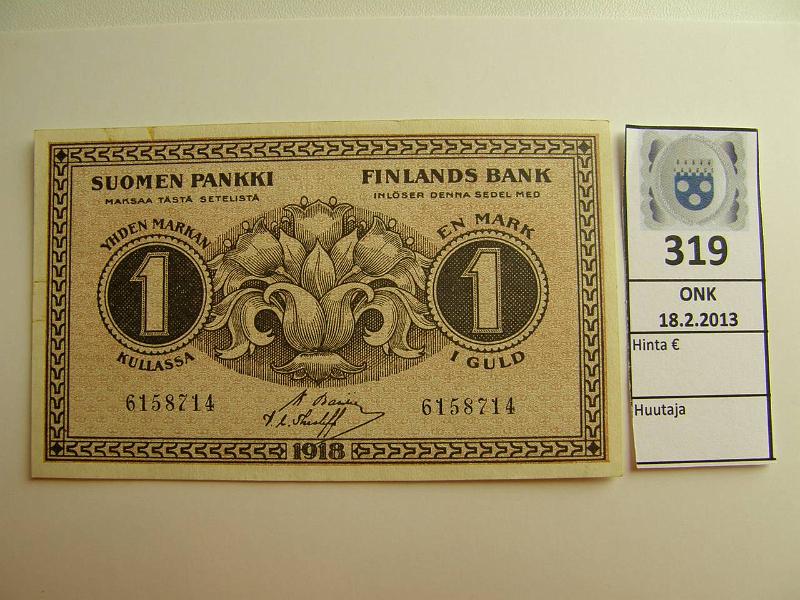 SUOMEN PANKKI
MAKSAA TÄSTÄ SETELISTÄ
FINLANDS BANK
INLÖSER DENNA SEDEL MED
YHDEN MARKAN
1
KULLASSA
EN MARK
1
I GULD
6158714
6158714
1918
319
ONK
18.2.2013
Hinta €
Huutaja